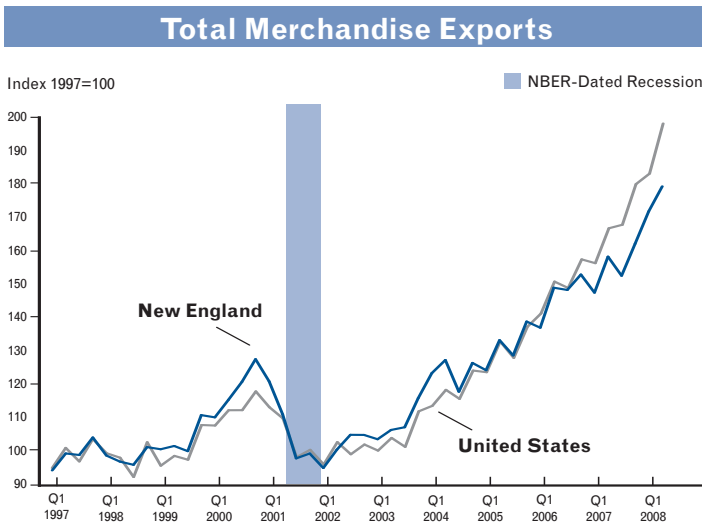 Total Merchandise Exports
Index 1997=100
NBER-Dated Recession
200
190
180
170
160
150
140
130
120
110
100
90
New England
United States
Q1 Q1 Q1 Q1 Q1 Q1 Q1 Q1 Q1 Q1 Q1 Q1
1997 1998 1999 2000 2001 2002 2003 2004 2005 2006 2007 2008